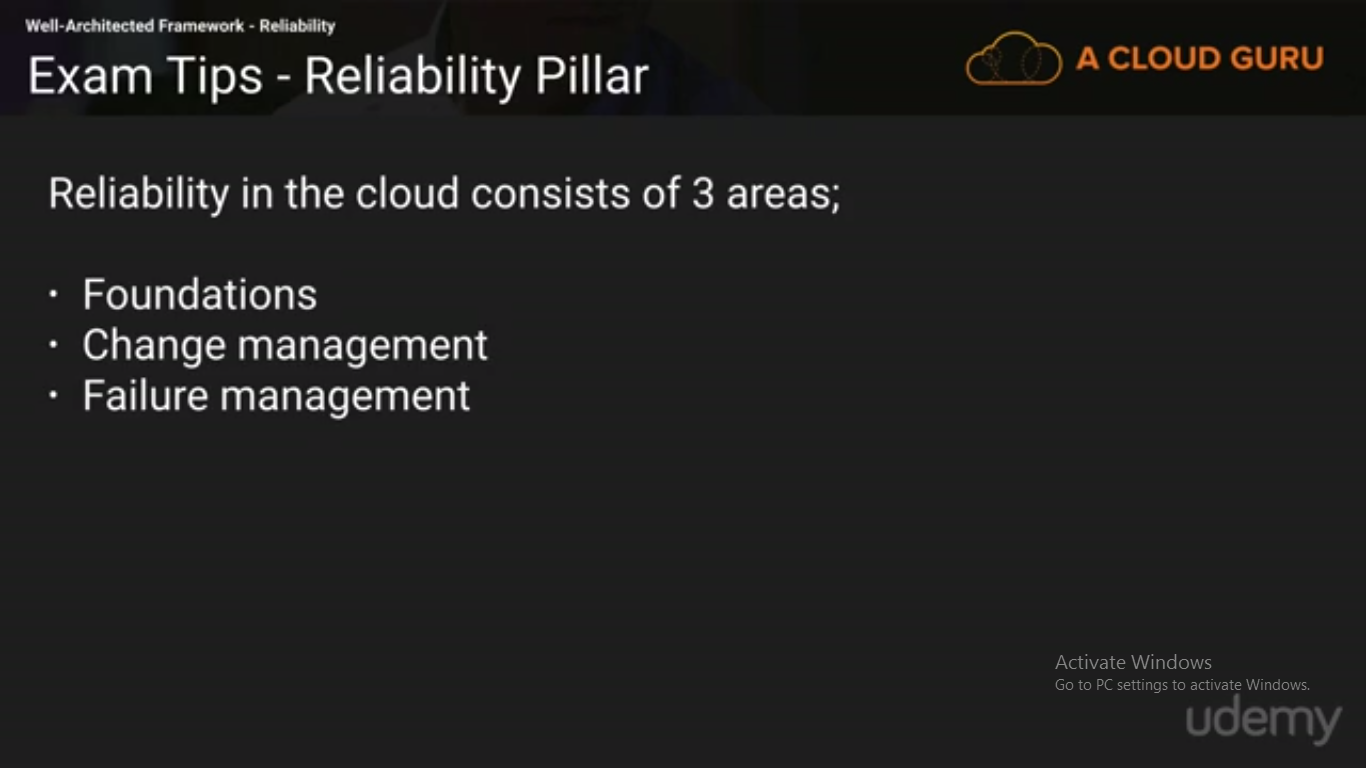 Well-Architected Framework - Reliability
Exam Tips - Reliability Pillar
A CLOUD GURU
Reliability in the cloud consists of 3 areas;
· Foundations
· Change management
· Failure management
Activate Windows
Go to PC settings to activate Windows.
udemy